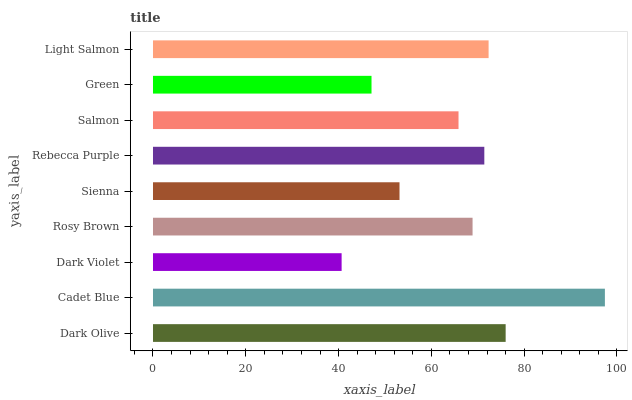 title
Light Salmon
Green
Salmon
Rebecca Purple
Sienna
Rosy Brown
Dark Violet
Cadet Blue
Dark Olive
yaxis_label
0 20 40 60 80 100
xaxis_label